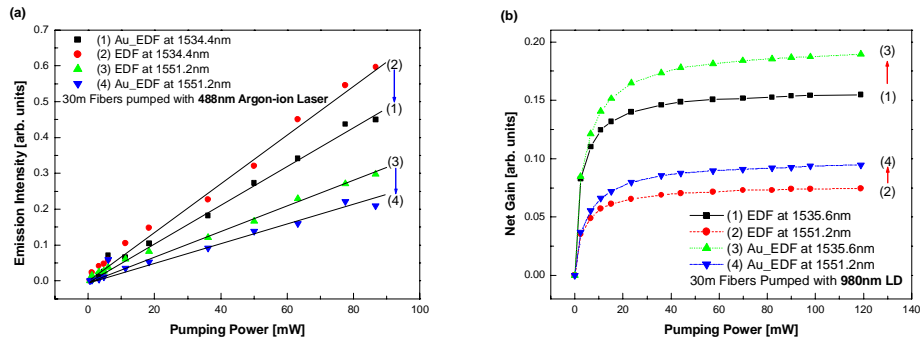 (a)
(1) Au_EDF at 1534.4nm
(2) EDF at 1534.4nm
(3) EDF at 1551.2nm
(4) Au_EDF at 1551.2nm
30m Fibers pumped with 488nm Argon-ion Laser
(2)
(1)
(3)
(4)
0.7
0.6
0.5
0.4
0.3
0.2
0.1
0.0
Emission Intensity [arb. units]
0 20 40 60 80 100
Pumping Power [mW]
(b)
(3)
(1)
(4)
(2)
(1) EDF at 1535.6nm
(2) EDF at 1551.2nm
(3) Au_EDF at 1535.6nm
(4) Au_EDF at 1551.2nm
30m Fibers Pumped with 980nm LD
0.20
0.15
0.10
0.05
0.00
Net Gain [arb. units]
0 20 40 60 80 100 120 140
Pumping Power [mW]